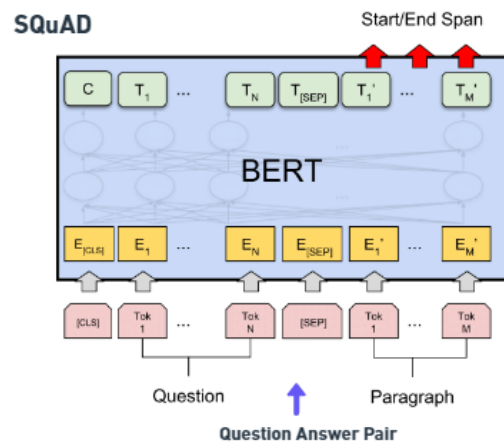 SQuAD
Start/End Span
C T1 ... TN T[SEP] T1' ... TM'
BERT
E[CLS] E1 ... EN E[SEP] E1' ... EM'
[CLS] Tok 1 ... Tok N [SEP] Tok 1 ... Tok M
Question Paragraph
Question Answer Pair